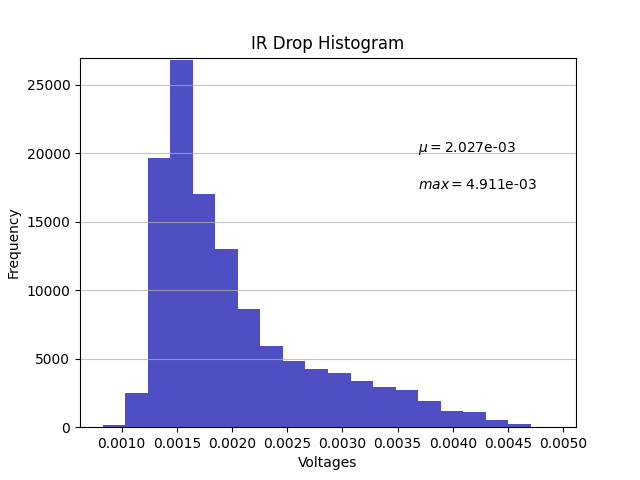 IR Drop Histogram
25000
20000
15000
10000
5000
0
Frequency
μ = 2.027e-03
max = 4.911e-03
0.0010 0.0015 0.0020 0.0025 0.0030 0.0035 0.0040 0.0045 0.0050
Voltages